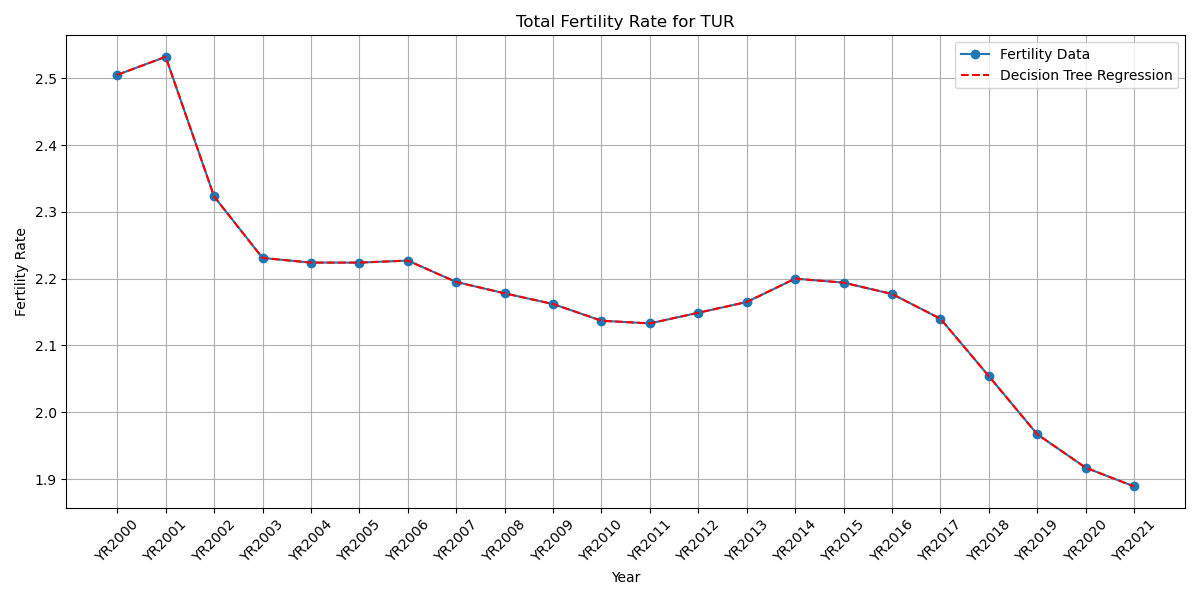 Total Fertility Rate for TUR
Fertility Data
Decision Tree Regression
Fertility Rate
2.5
2.4
2.3
2.2
2.1
2.0
1.9
YR2000
YR2001
YR2002
YR2003
YR2004
YR2005
YR2006
YR2007
YR2008
YR2009
YR2010
YR2011
YR2012
YR2013
YR2014
YR2015
YR2016
YR2017
YR2018
YR2019
YR2020
YR2021
Year